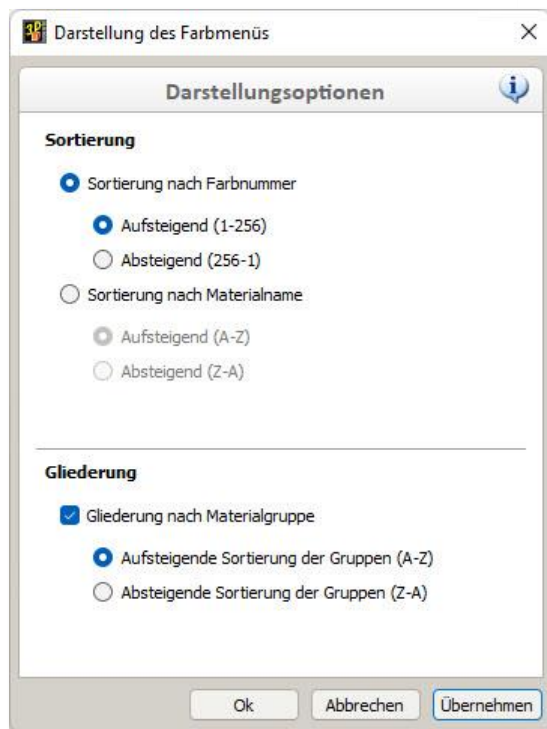 Darstellung des Farbmenüs
Darstellungsoptionen
Sortierung
Sortierung nach Farbnummer
Aufsteigend (1-256)
Absteigend (256-1)
Sortierung nach Materialname
Aufsteigend (A-Z)
Absteigend (Z-A)
Gliederung
Gliederung nach Materialgruppe
Aufsteigende Sortierung der Gruppen (A-Z)
Absteigende Sortierung der Gruppen (Z-A)
Ok Abbrechen Übernehmen